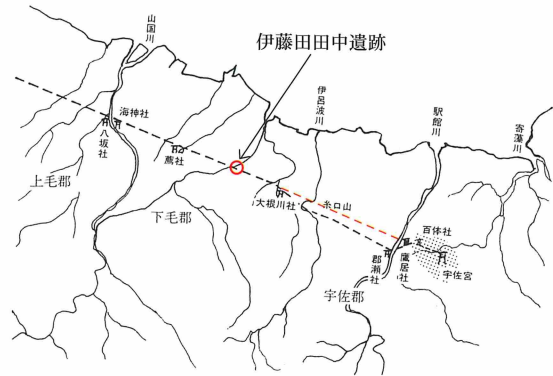 伊藤田田中遺跡
山国川
海神社
八坂社
薦社
上毛郡
下毛郡
伊呂波川
駅館川
寄藻川
大根川社
糸口山
百体社
宇佐宮
鷹居社
郡瀬社
宇佐郡